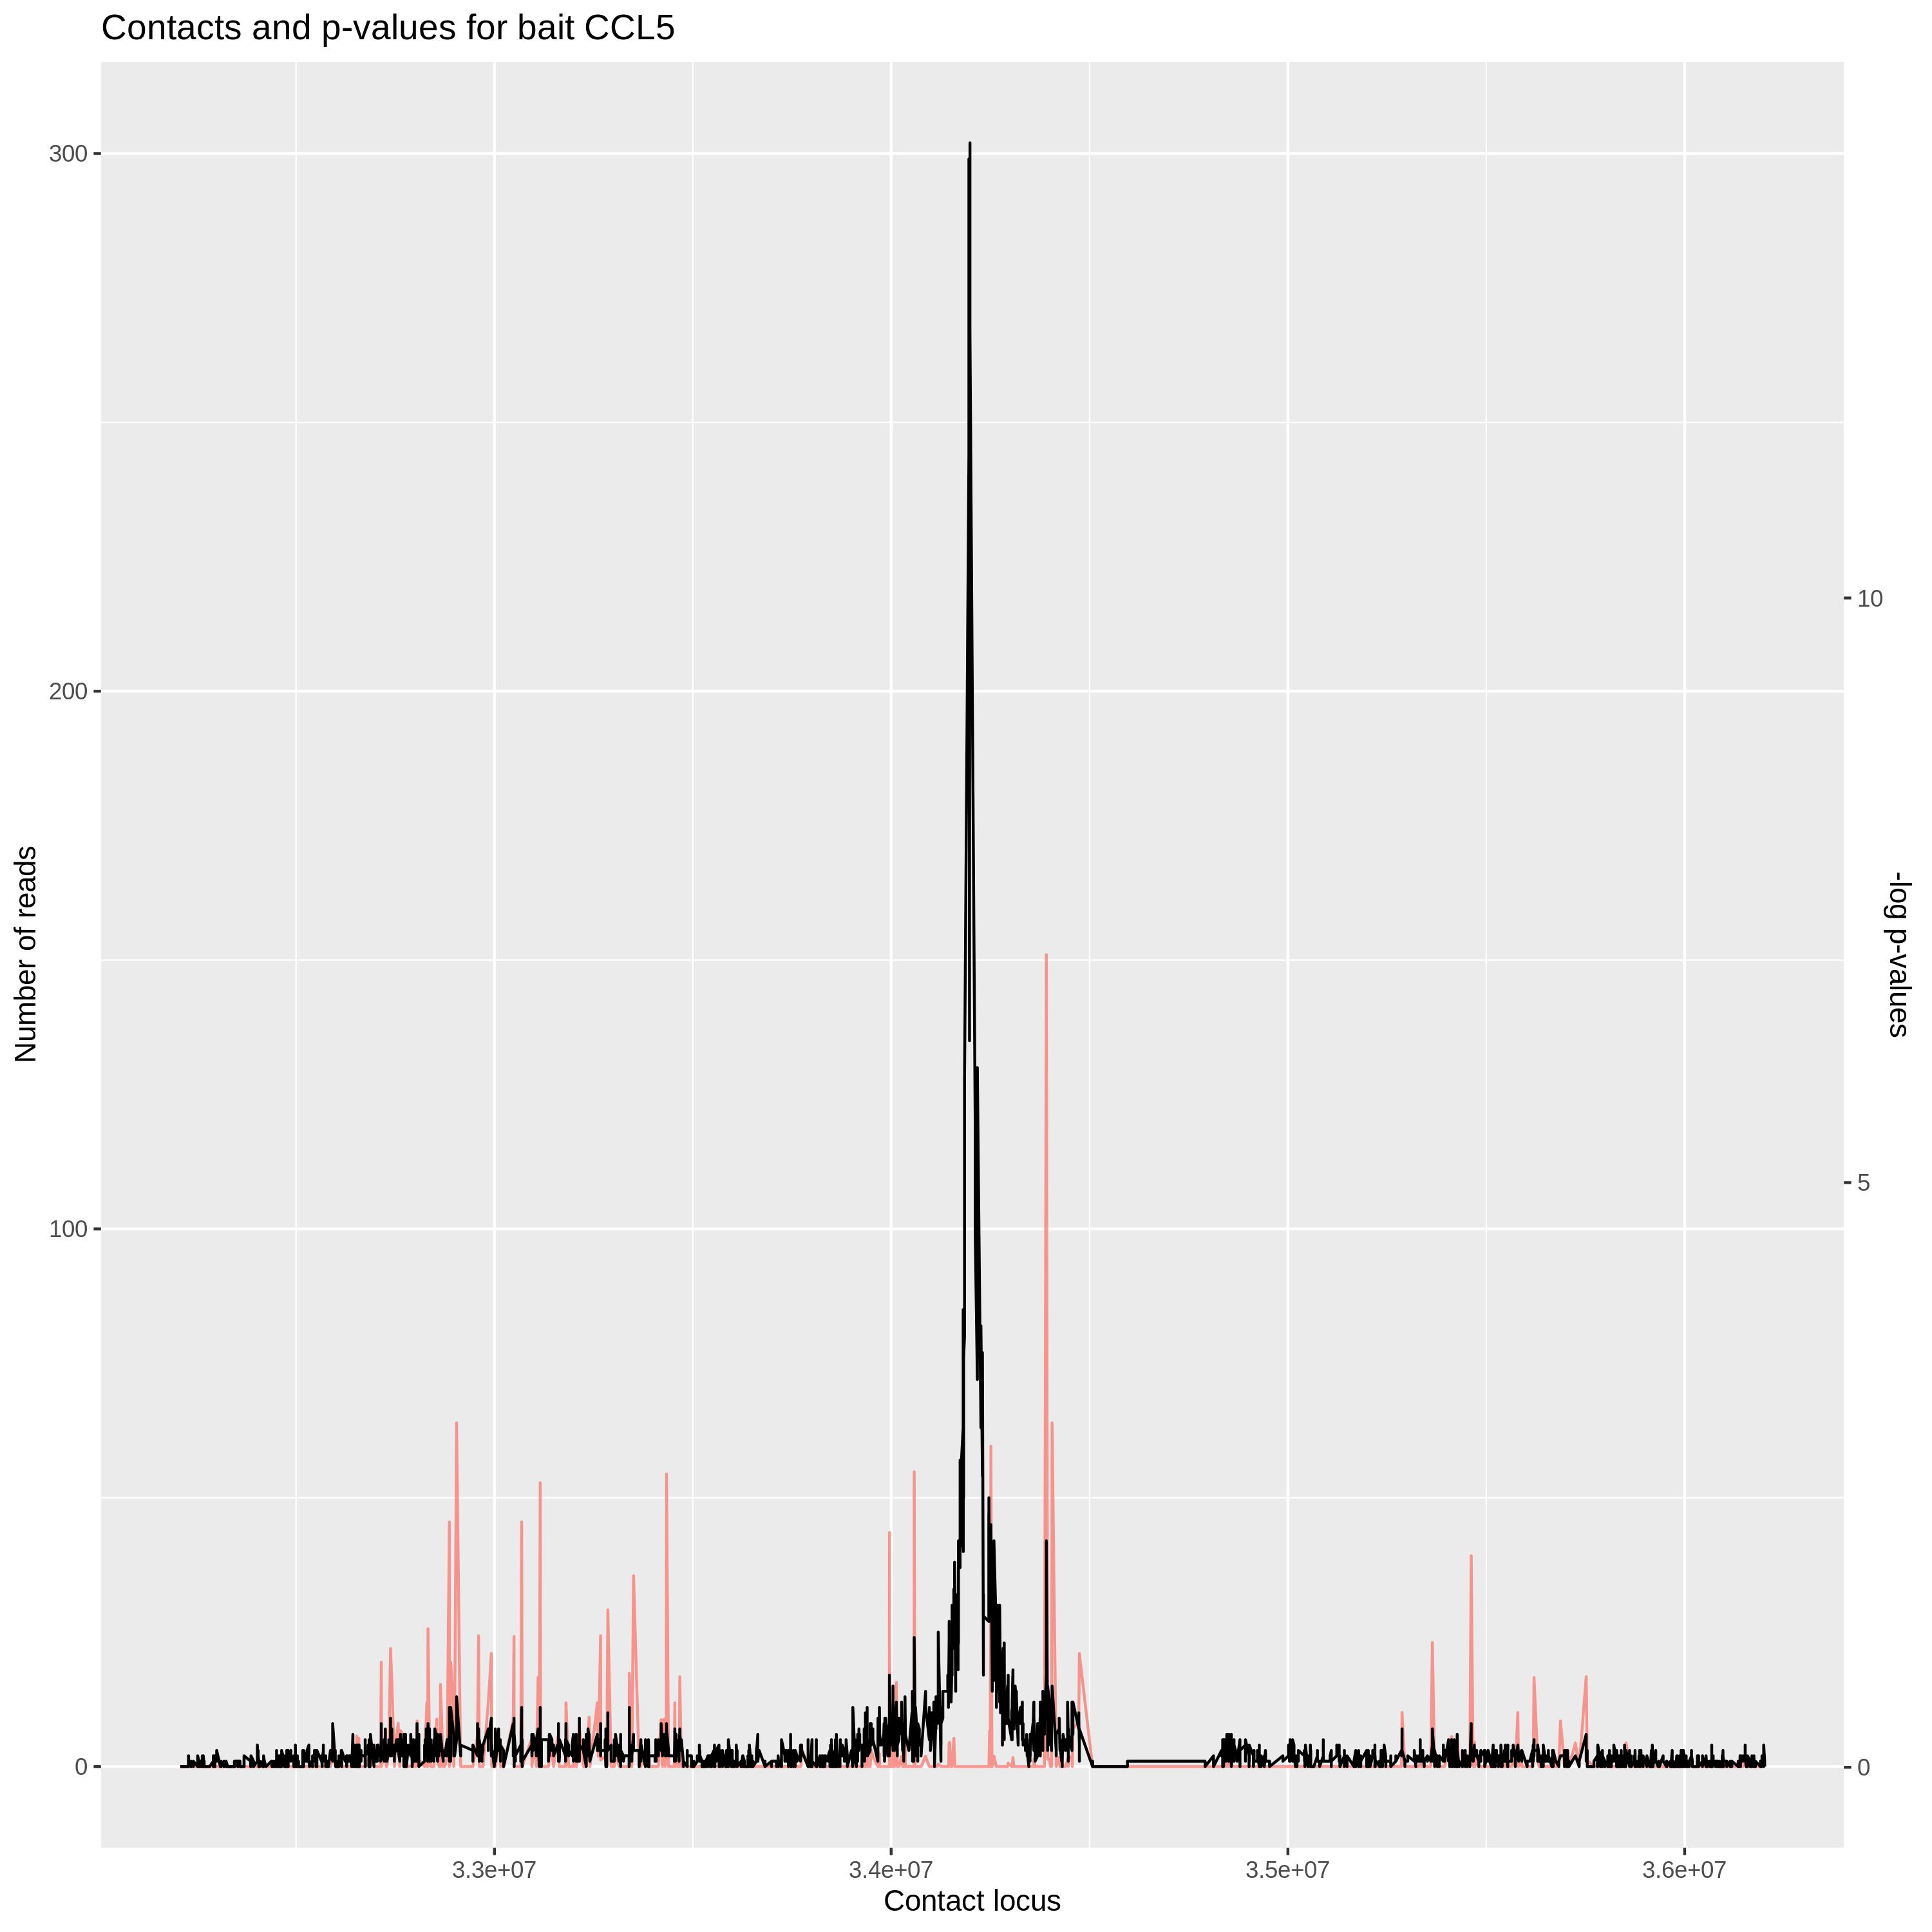 Contacts and p-values for bait CCL5
300
200
100
0
Number of reads
10
5
0
-log p-values
3.3e+07
3.4e+07
3.5e+07
3.6e+07
Contact locus